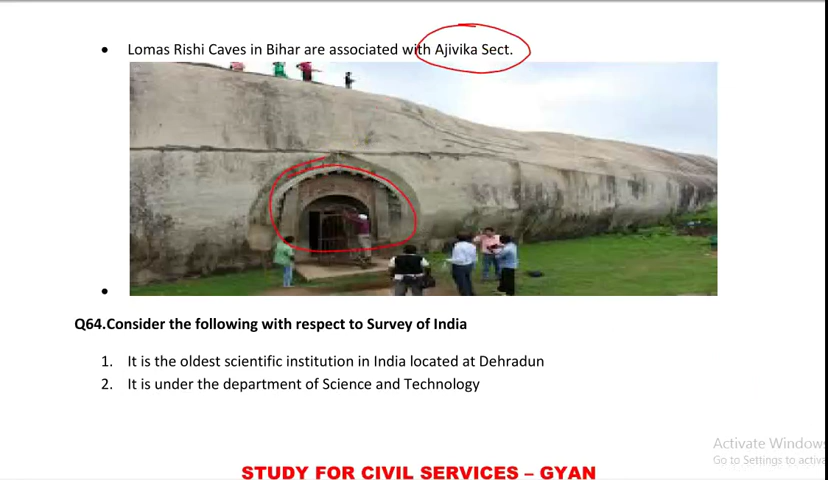 • Lomas Rishi Caves in Bihar are associated with Ajivika Sect.
•
Q64.Consider the following with respect to Survey of India
1. It is the oldest scientific institution in India located at Dehradun
2. It is under the department of Science and Technology
Activate Windows
Go to Settings to activa
STUDY FOR CIVIL SERVICES – GYAN